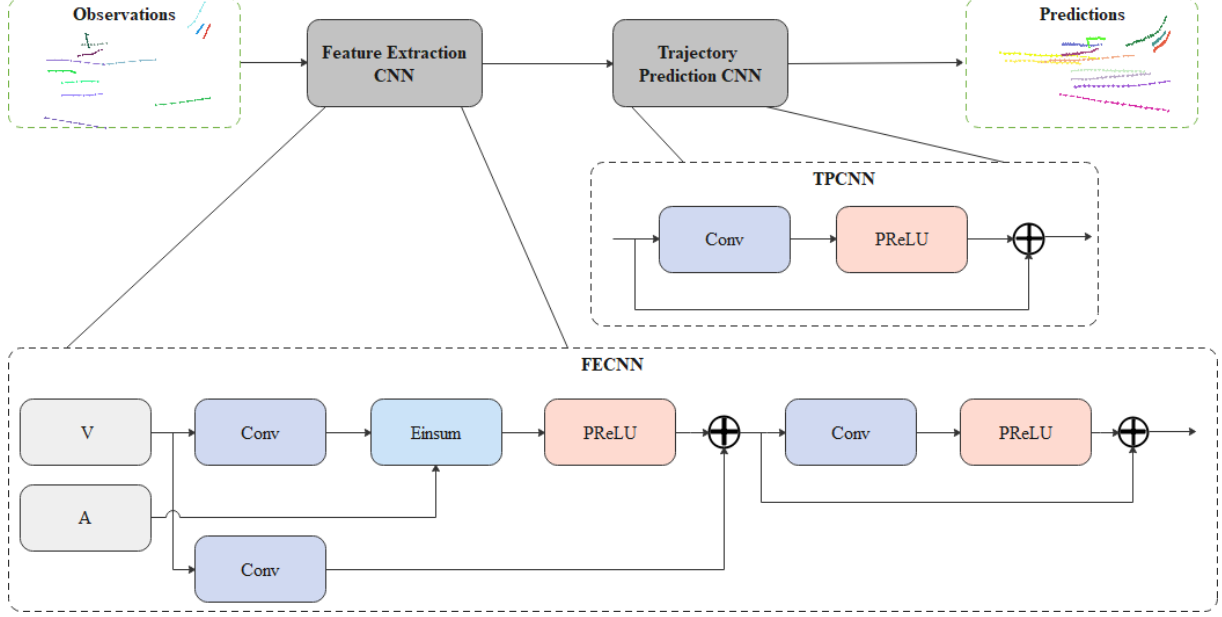 Observations
Predictions
Feature Extraction
CNN
Trajectory
Prediction CNN
TPCNN
Conv
PReLU
FECNN
V
Conv
Einsum
PReLU
Conv
PReLU
A
Conv